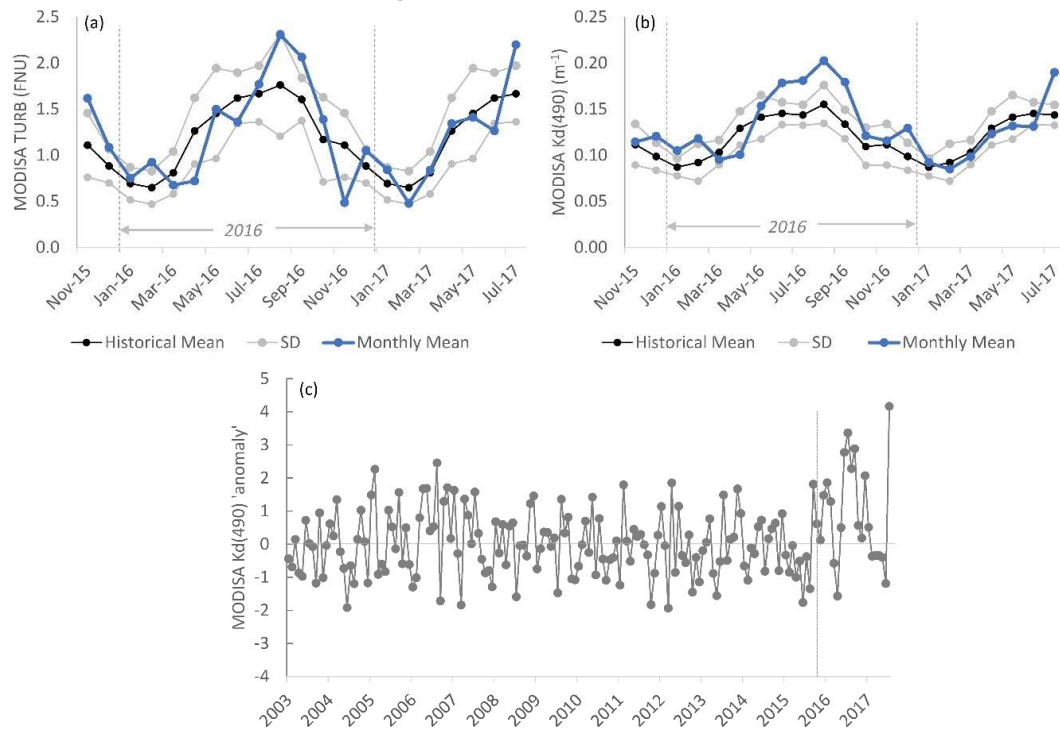 (a)
MODISA TURB (FNU)
2.5
2.0
1.5
1.0
0.5
0.0
2016
Nov-15
Jan-16
Mar-16
May-16
Jul-16
Sep-16
Nov-16
Jan-17
Mar-17
May-17
Jul-17
Historical Mean SD Monthly Mean
(b)
MODISA Kd(490) (m⁻¹)
0.25
0.20
0.15
0.10
0.05
0.00
2016
Nov-15
Jan-16
Mar-16
May-16
Jul-16
Sep-16
Nov-16
Jan-17
Mar-17
May-17
Jul-17
Historical Mean SD Monthly Mean
(c)
MODISA Kd(490) 'anomaly'
5
4
3
2
1
0
-1
-2
-3
-4
2003
2004
2005
2006
2007
2008
2009
2010
2011
2012
2013
2014
2015
2016
2017